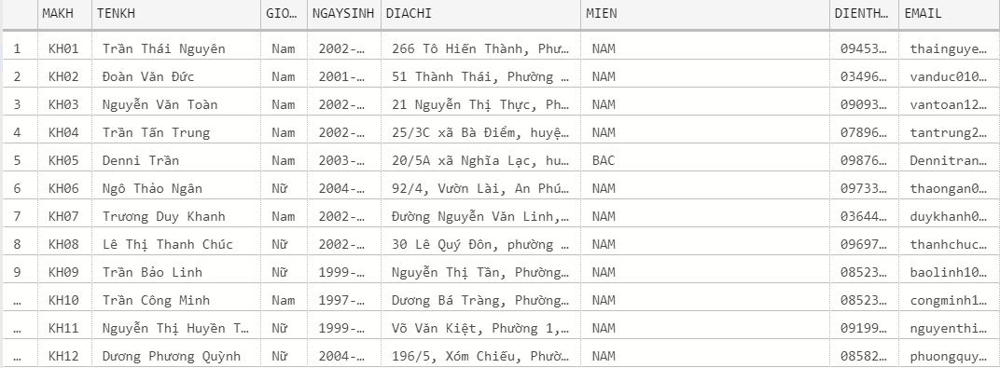 MAKH TENKH GIO… NGAYSINH DIACHI MIEN DIENTH… EMAIL
1 KH01 Trần Thái Nguyên Nam 2002-… 266 Tô Hiến Thành, Phư… NAM 09453… thainguye…
2 KH02 Đoàn Văn Đức Nam 2001-… 51 Thành Thái, Phường … NAM 03496… vanduc010…
3 KH03 Nguyễn Văn Toàn Nam 2002-… 21 Nguyễn Thị Thực, Ph… NAM 09093… vantoan12…
4 KH04 Trần Tấn Trung Nam 2002-… 25/3C xã Bà Điểm, huyệ… NAM 07896… tantrung2…
5 KH05 Denni Trần Nam 2003-… 20/5A xã Nghĩa Lạc, hu… BAC 09876… Dennitran…
6 KH06 Ngô Thảo Ngân Nữ 2004-… 92/4, Vườn Lài, An Phú… NAM 09733… thaongan0…
7 KH07 Trương Duy Khanh Nam 2002-… Đường Nguyễn Văn Linh,… NAM 03644… duykhanh0…
8 KH08 Lê Thị Thanh Chúc Nữ 2002-… 30 Lê Quý Đôn, phường … NAM 09697… thanhchuc…
9 KH09 Trần Bảo Linh Nữ 1999-… Nguyễn Thị Tần, Phường… NAM 08523… baolinh10…
… KH10 Trần Công Minh Nam 1997-… Dương Bá Tràng, Phường… NAM 08523… congminh1…
… KH11 Nguyễn Thị Huyền T… Nữ 1999-… Võ Văn Kiệt, Phường 1,… NAM 09199… nguyenthi…
… KH12 Dương Phương Quỳnh Nữ 2004-… 196/5, Xóm Chiếu, Phườ… NAM 08582… phuongquy…